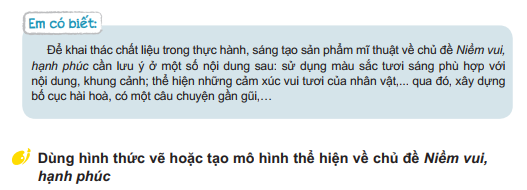 Em có biết:
Để khai thác chất liệu trong thực hành, sáng tạo sản phẩm mĩ thuật về chủ đề Niềm vui,
hạnh phúc cần lưu ý ở một số nội dung sau: sử dụng màu sắc tươi sáng phù hợp với
nội dung, khung cảnh; thể hiện những cảm xúc vui tươi của nhân vật,... qua đó, xây dựng
bố cục hài hoà, có một câu chuyện gần gũi,...
Dùng hình thức vẽ hoặc tạo mô hình thể hiện về chủ đề Niềm vui,
hạnh phúc